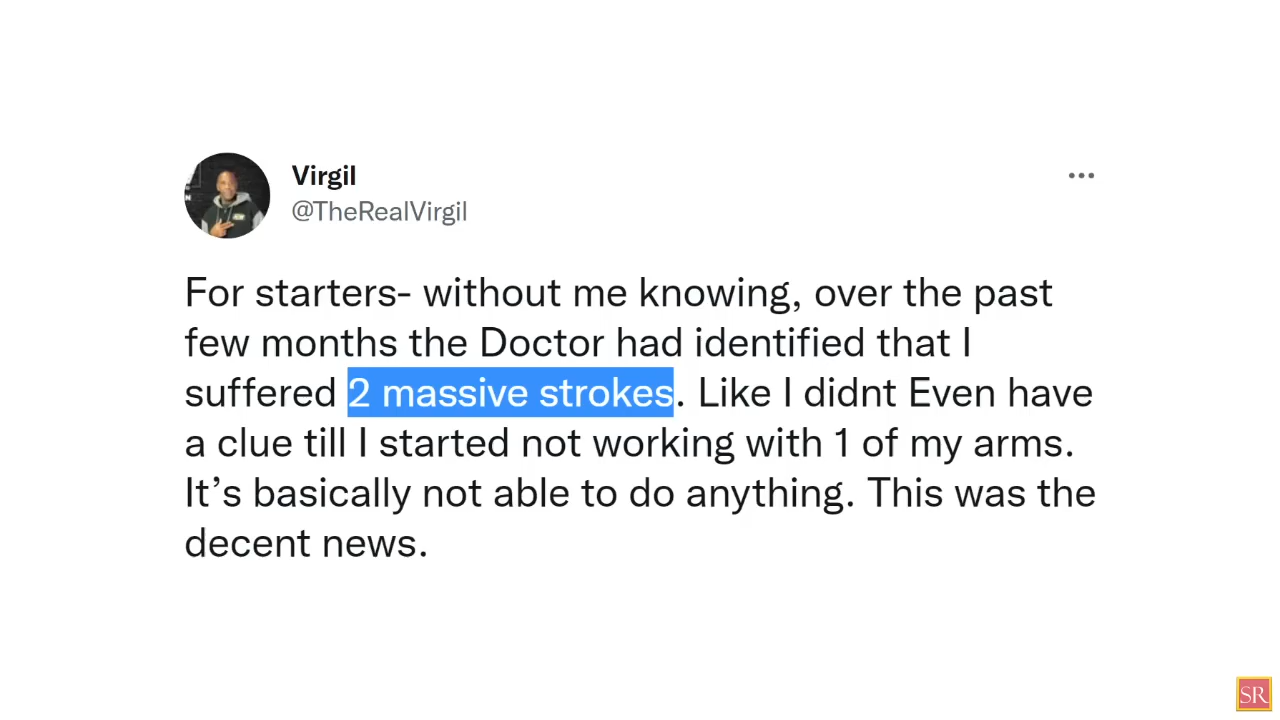 Virgil
@TheRealVirgil
For starters- without me knowing, over the past
few months the Doctor had identified that I
suffered 2 massive strokes. Like I didnt Even have
a clue till I started not working with 1 of my arms.
It’s basically not able to do anything. This was the
decent news.
SR